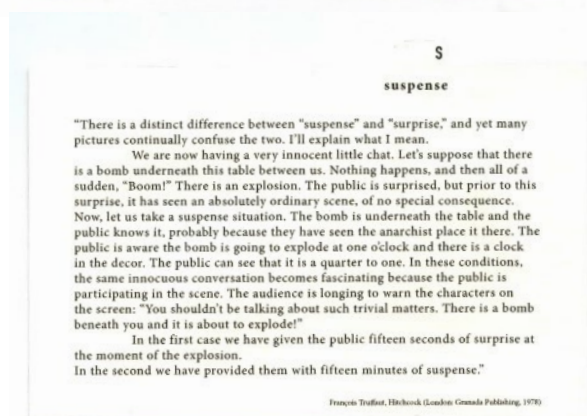 S
suspense
“There is a distinct difference between “suspense” and “surprise,” and yet many
pictures continually confuse the two. I’ll explain what I mean.
We are now having a very innocent little chat. Let’s suppose that there
is a bomb underneath this table between us. Nothing happens, and then all of a
sudden, “Boom!” There is an explosion. The public is surprised, but prior to this
surprise, it has seen an absolutely ordinary scene, of no special consequence.
Now, let us take a suspense situation. The bomb is underneath the table and the
public knows it, probably because they have seen the anarchist place it there. The
public is aware the bomb is going to explode at one o’clock and there is a clock
in the decor. The public can see that it is a quarter to one. In these conditions,
the same innocuous conversation becomes fascinating because the public is
participating in the scene. The audience is longing to warn the characters on
the screen: “You shouldn’t be talking about such trivial matters. There is a bomb
beneath you and it is about to explode!”
In the first case we have given the public fifteen seconds of surprise at
the moment of the explosion.
In the second we have provided them with fifteen minutes of suspense.”
François Truffaut, Hitchcock (London: Granada Publishing, 1978)